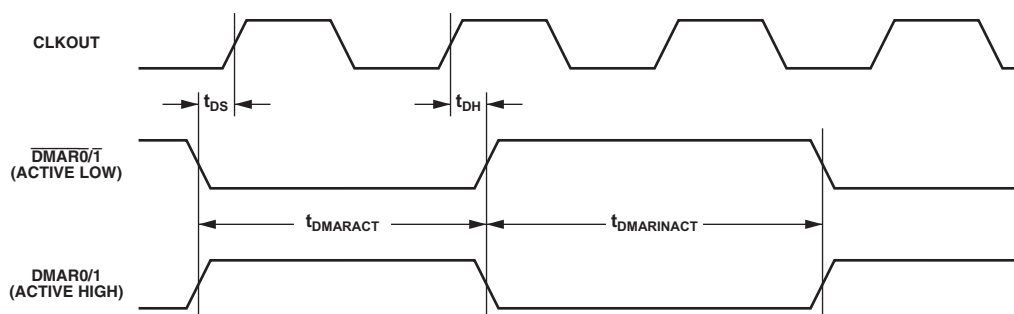 CLKOUT
tDS
tDH
DMAR0/1
(ACTIVE LOW)
tDMARACT
tDMARINACT
DMAR0/1
(ACTIVE HIGH)